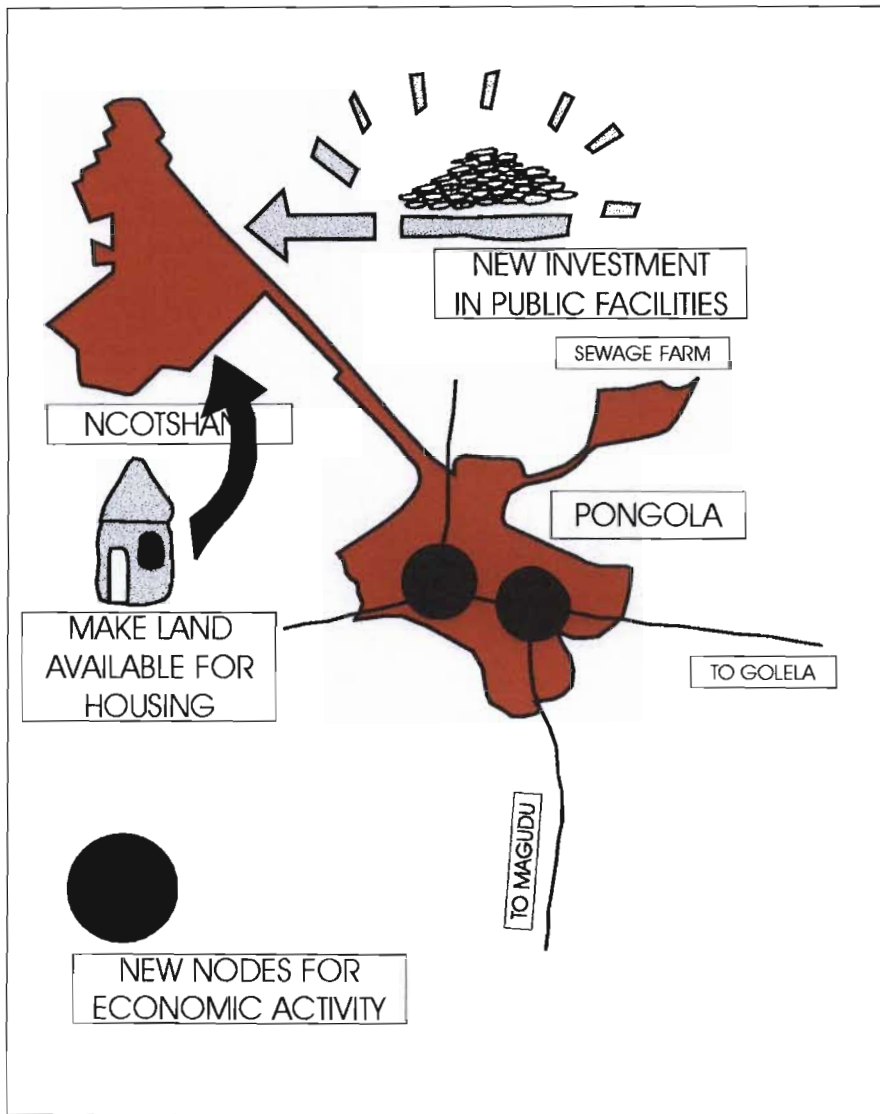 NEW INVESTMENT
IN PUBLIC FACILITIES
SEWAGE FARM
NCOTSHAN
PONGOLA
MAKE LAND
AVAILABLE FOR
HOUSING
TO GOLELA
TO MAGUDU
NEW NODES FOR
ECONOMIC ACTIVITY